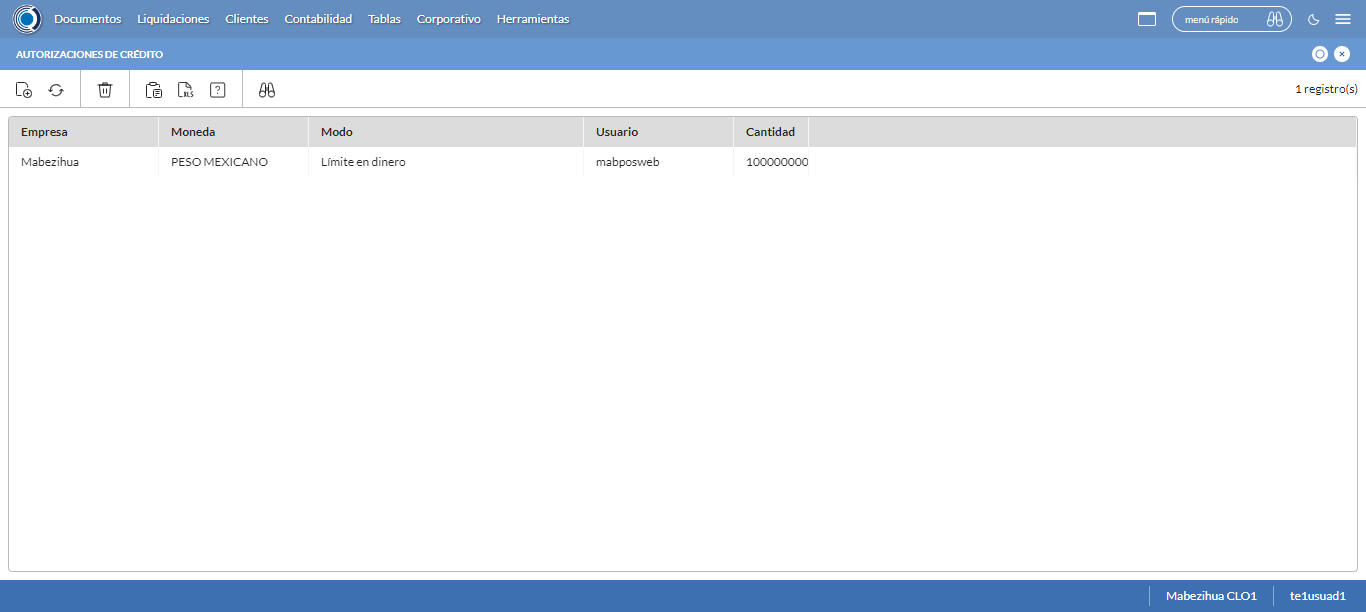 Documentos Liquidaciones Clientes Contabilidad Tablas Corporativo Herramientas menú rápido
AUTORIZACIONES DE CRÉDITO
XLS ? 1 registro(s)
Empresa Moneda Modo Usuario Cantidad
Mabezihua PESO MEXICANO Límite en dinero mabposweb 100000000
Mabezihua CLO1 te1usuad1